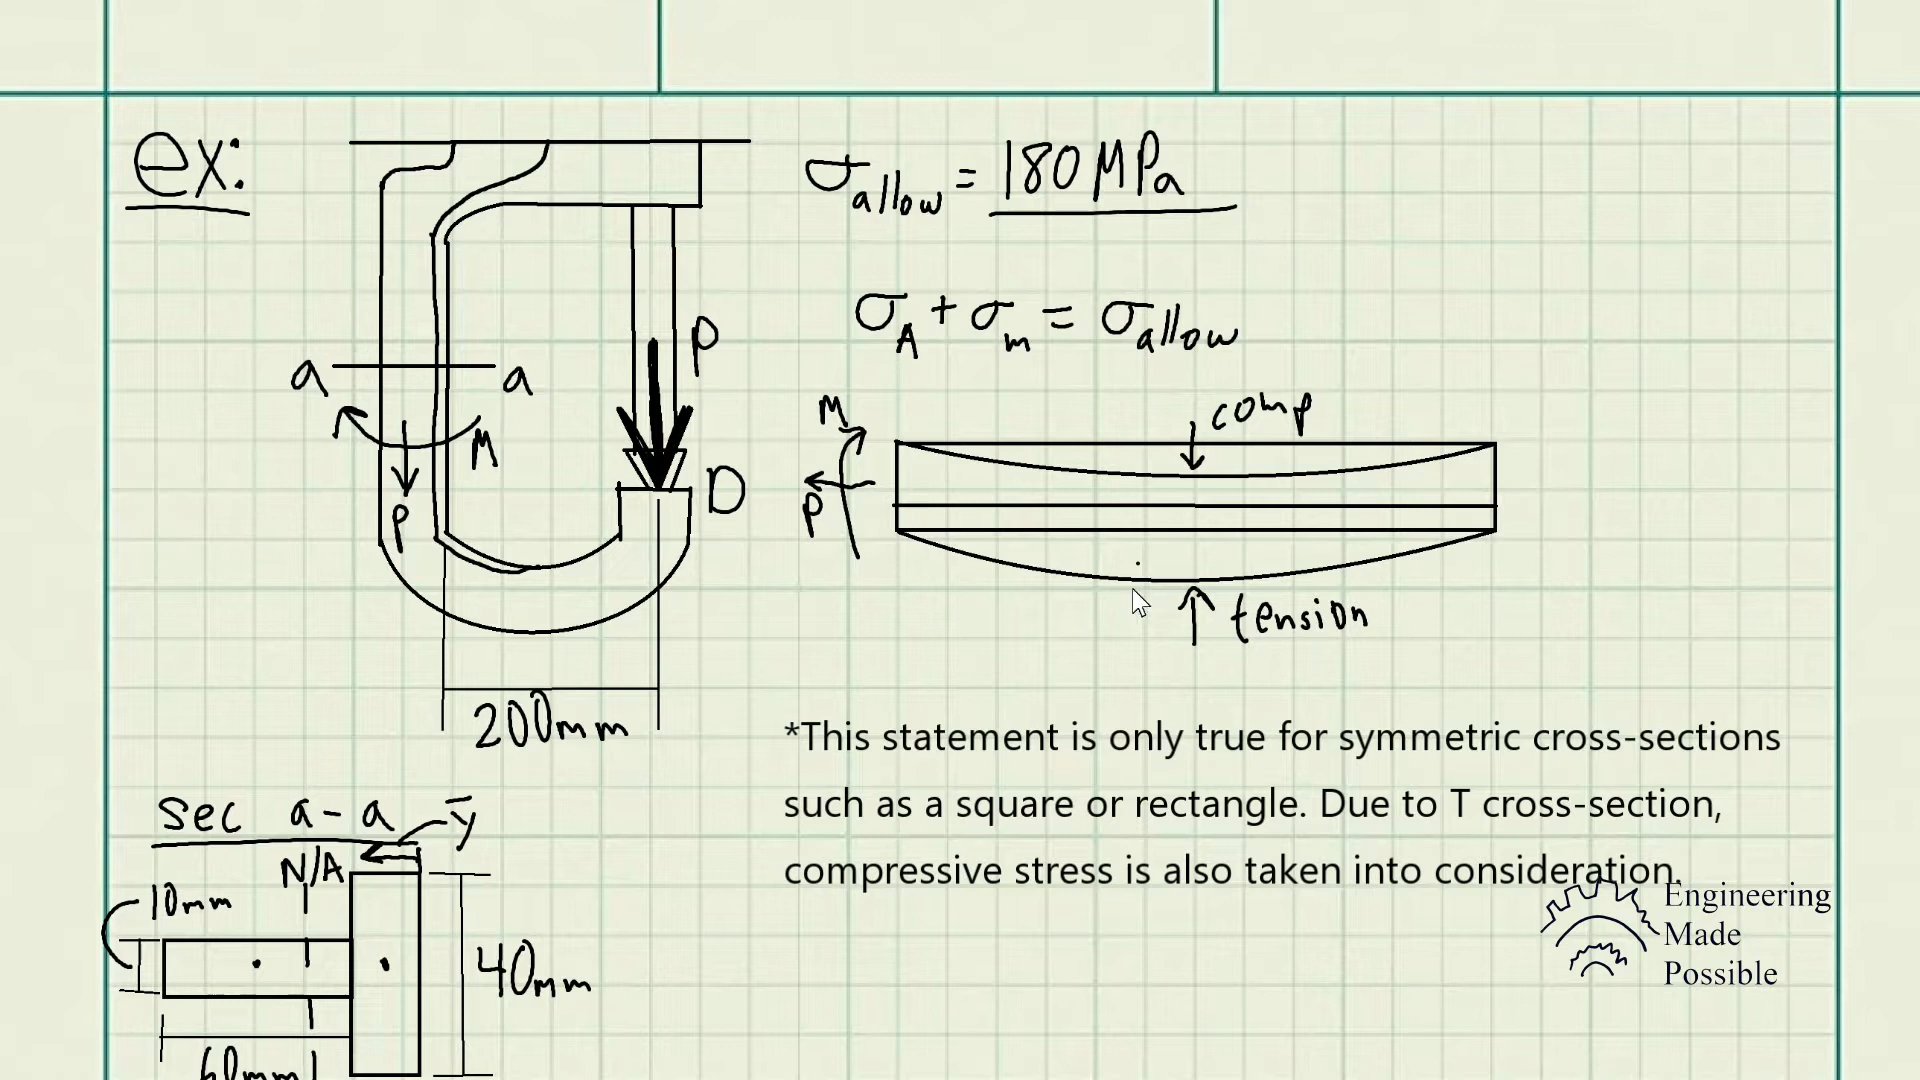 ex:
σallow = 180 MPa
σA + σm = σallow
P
a
a
M
P
D
200mm
M
P
comp
tension
*This statement is only true for symmetric cross-sections
such as a square or rectangle. Due to T cross-section,
compressive stress is also taken into consideration.
sec a-a
ȳ
N/A
10mm
40mm
60mm
Engineering
Made
Possible